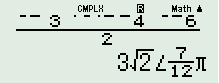 CMPLX R Math ▲
-- 3 ----- 4 -- 6
2
3√2∠7/12π